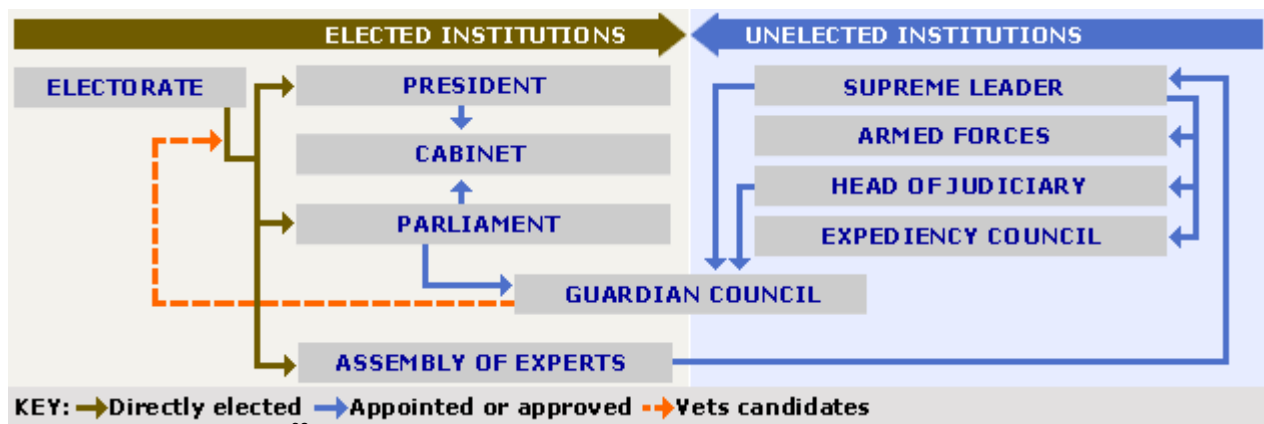 ELECTED INSTITUTIONS
UNELECTED INSTITUTIONS
ELECTORATE
PRESIDENT
SUPREME LEADER
CABINET
ARMED FORCES
HEAD OF JUDICIARY
PARLIAMENT
EXPEDIENCY COUNCIL
GUARDIAN COUNCIL
ASSEMBLY OF EXPERTS
KEY: Directly elected Appointed or approved Vets candidates